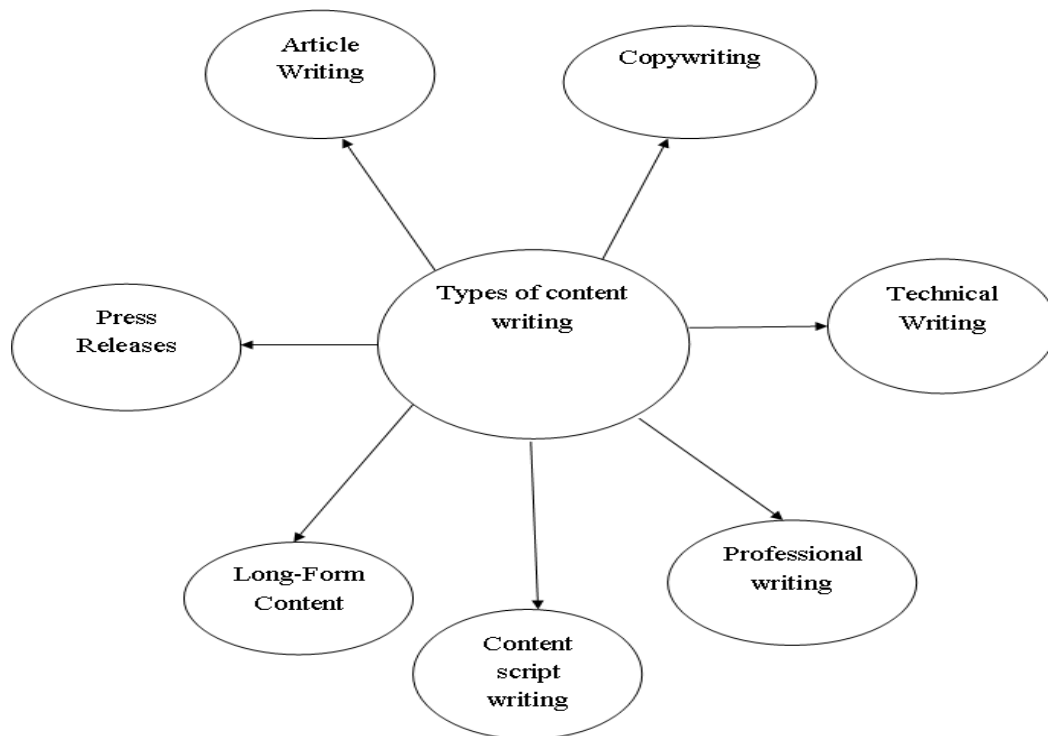 Article
Writing
Copywriting
Types of content
writing
Technical
Writing
Press
Releases
Long-Form
Content
Content
script
writing
Professional
writing